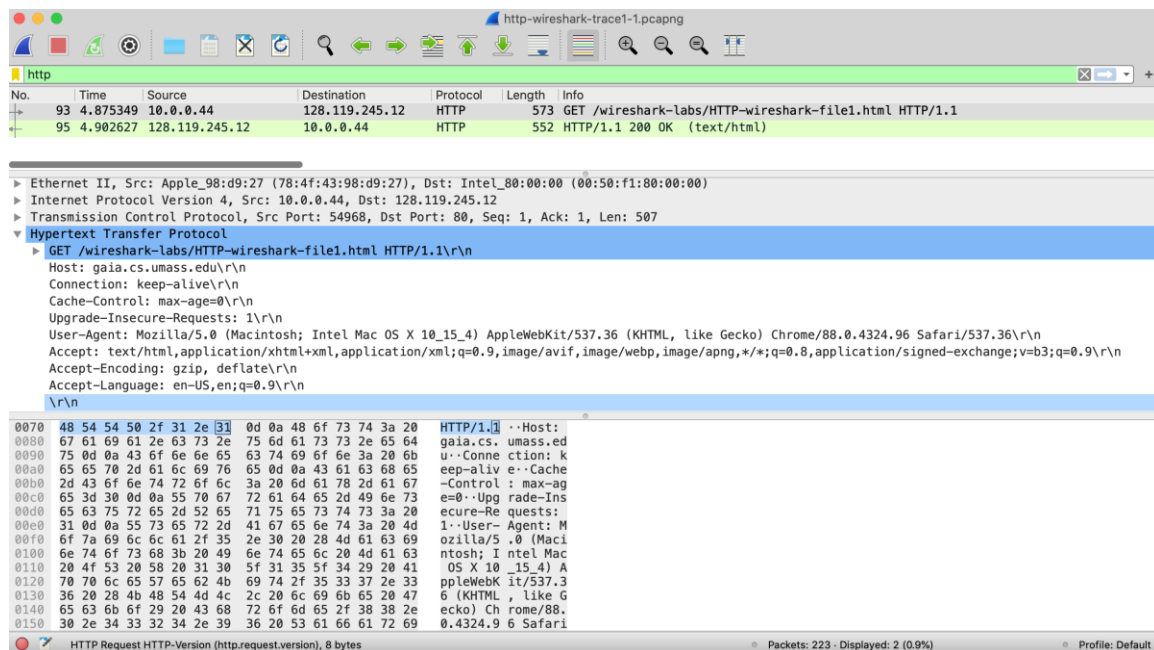 http-wireshark-trace1-1.pcapng
http
No. Time Source Destination Protocol Length Info
93 4.875349 10.0.0.44 128.119.245.12 HTTP 573 GET /wireshark-labs/HTTP-wireshark-file1.html HTTP/1.1
95 4.902627 128.119.245.12 10.0.0.44 HTTP 552 HTTP/1.1 200 OK (text/html)
Ethernet II, Src: Apple_98:d9:27 (78:4f:43:98:d9:27), Dst: Intel_80:00:00 (00:50:f1:80:00:00)
Internet Protocol Version 4, Src: 10.0.0.44, Dst: 128.119.245.12
Transmission Control Protocol, Src Port: 54968, Dst Port: 80, Seq: 1, Ack: 1, Len: 507
Hypertext Transfer Protocol
GET /wireshark-labs/HTTP-wireshark-file1.html HTTP/1.1\r\n
Host: gaia.cs.umass.edu\r\n
Connection: keep-alive\r\n
Cache-Control: max-age=0\r\n
Upgrade-Insecure-Requests: 1\r\n
User-Agent: Mozilla/5.0 (Macintosh; Intel Mac OS X 10_15_4) AppleWebKit/537.36 (KHTML, like Gecko) Chrome/88.0.4324.96 Safari/537.36\r\n
Accept: text/html,application/xhtml+xml,application/xml;q=0.9,image/avif,image/webp,image/apng,*/*;q=0.8,application/signed-exchange;v=b3;q=0.9\r\n
Accept-Encoding: gzip, deflate\r\n
Accept-Language: en-US,en;q=0.9\r\n
\r\n
0070 48 54 54 50 2f 31 2e 31 0d 0a 48 6f 73 74 3a 20 HTTP/1.1 ··Host:
0080 67 61 69 61 2e 63 73 2e 75 6d 61 73 73 2e 65 64 gaia.cs. umass.ed
0090 75 0d 0a 43 6f 6e 6e 65 63 74 69 6f 6e 3a 20 6b u··Conne ction: k
00a0 65 65 70 2d 61 6c 69 76 65 0d 0a 43 61 63 68 65 eep-aliv e··Cache
00b0 2d 43 6f 6e 74 72 6f 6c 3a 20 6d 61 78 2d 61 67 -Control : max-ag
00c0 65 3d 30 0d 0a 55 70 67 72 61 64 65 2d 49 6e 73 e=0··Upg rade-Ins
00d0 65 63 75 72 65 2d 52 65 71 75 65 73 74 73 3a 20 ecure-Re quests:
00e0 31 0d 0a 55 73 65 72 2d 41 67 65 6e 74 3a 20 4d 1··User- Agent: M
00f0 6f 7a 69 6c 6c 61 2f 35 2e 30 20 28 4d 61 63 69 ozilla/5 .0 (Maci
0100 6e 74 6f 73 68 3b 20 49 6e 74 65 6c 20 4d 61 63 ntosh; I ntel Mac
0110 20 4f 53 20 58 20 31 30 5f 31 35 5f 34 29 20 41 OS X 10 _15_4) A
0120 70 70 6c 65 57 65 62 4b 69 74 2f 35 33 37 2e 33 ppleWebK it/537.3
0130 36 20 28 4b 48 54 4d 4c 2c 20 6c 69 6b 65 20 47 6 (KHTML , like G
0140 65 63 6b 6f 29 20 43 68 72 6f 6d 65 2f 38 38 2e ecko) Ch rome/88.
0150 30 2e 34 33 32 34 2e 39 36 20 53 61 66 61 72 69 0.4324.9 6 Safari
HTTP Request HTTP-Version (http.request.version), 8 bytes Packets: 223 · Displayed: 2 (0.9%) Profile: Default